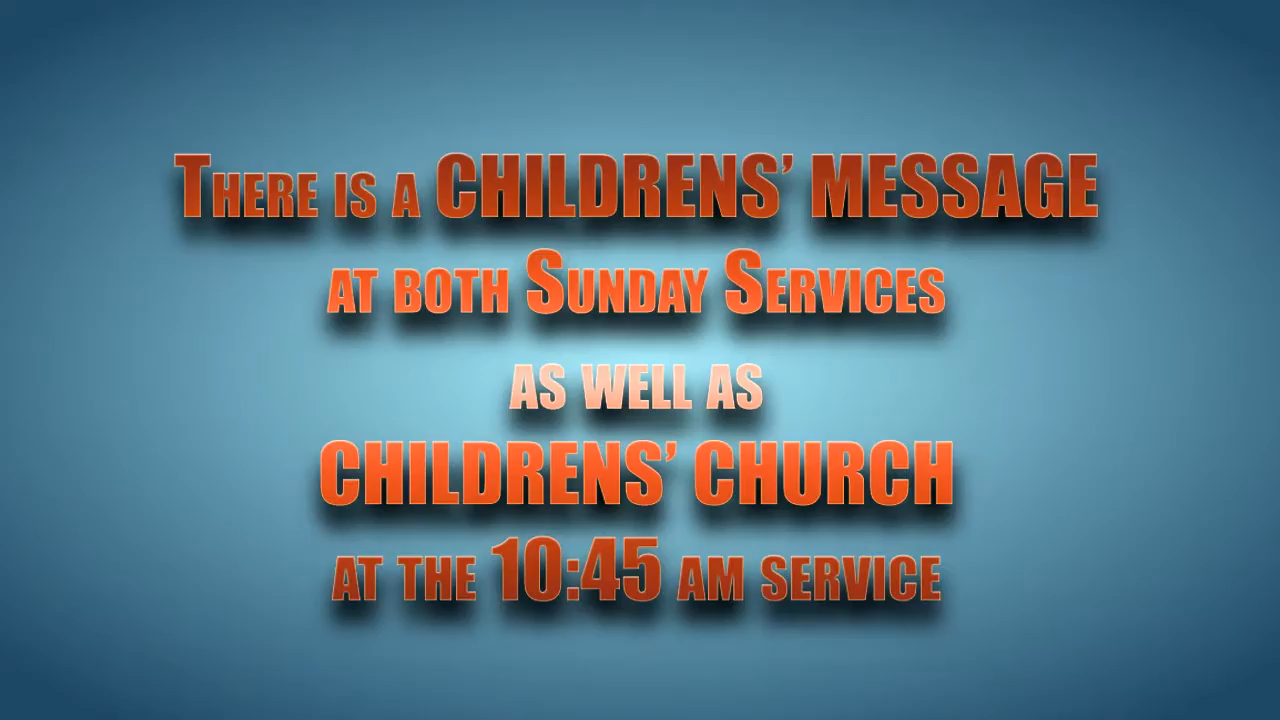 There is a CHILDRENS’ MESSAGE
at both Sunday Services
as well as
CHILDRENS’ CHURCH
at the 10:45 am service